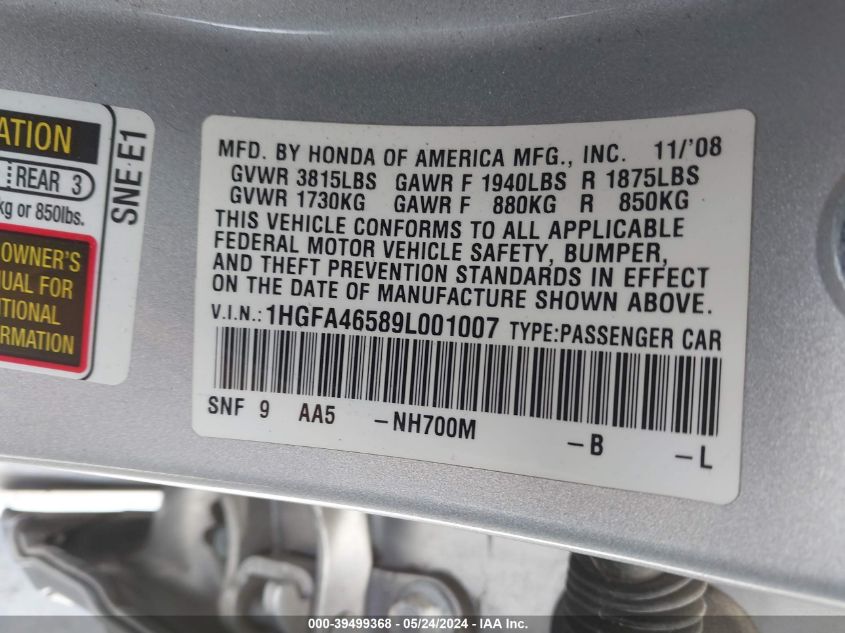 ATION
REAR 3
kg or 850lbs.
OWNER'S
UAL FOR
ITIONAL
ORMATION
SNE-E1
MFD. BY HONDA OF AMERICA MFG., INC. 11/'08
GVWR 3815LBS GAWR F 1940LBS R 1875LBS
GVWR 1730KG GAWR F 880KG R 850KG
THIS VEHICLE CONFORMS TO ALL APPLICABLE
FEDERAL MOTOR VEHICLE SAFETY, BUMPER,
AND THEFT PREVENTION STANDARDS IN EFFECT
ON THE DATE OF MANUFACTURE SHOWN ABOVE.
V.I.N.: 1HGFA46589L001007 TYPE:PASSENGER CAR
SNF 9 AA5 -NH700M -B -L
000-39499368 - 05/24/2024 - IAA Inc.